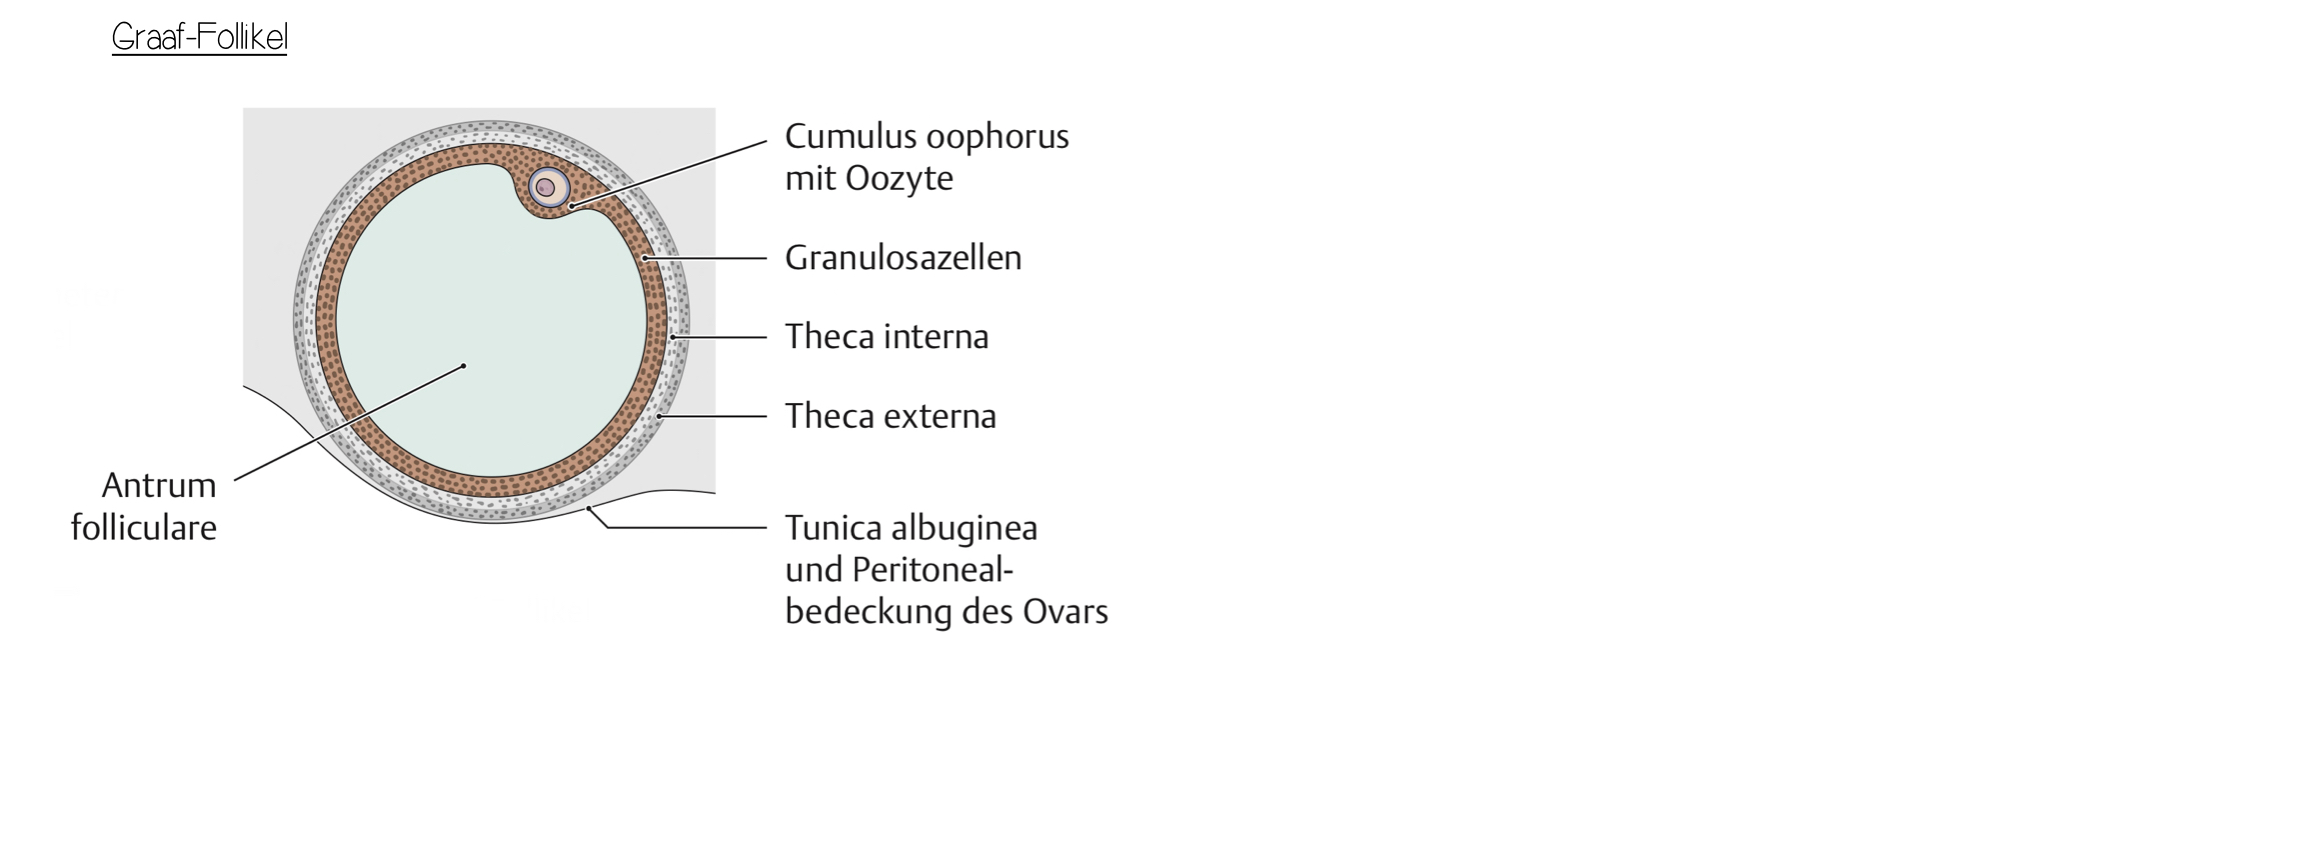 Graaf-Follikel
Cumulus oophorus
mit Oozyte
Granulosazellen
Theca interna
Theca externa
Antrum
folliculare
Tunica albuginea
und Peritoneal-
bedeckung des Ovars